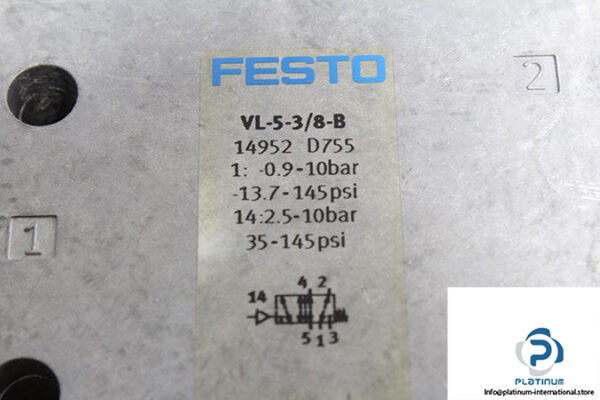 FESTO
2
VL-5-3/8-B
14952 D755
1: -0.9-10bar
-13.7-145psi
14:2.5-10bar
35-145psi
1
4 2
14
5 1 3
PLATINUM
http://platinum-international.store